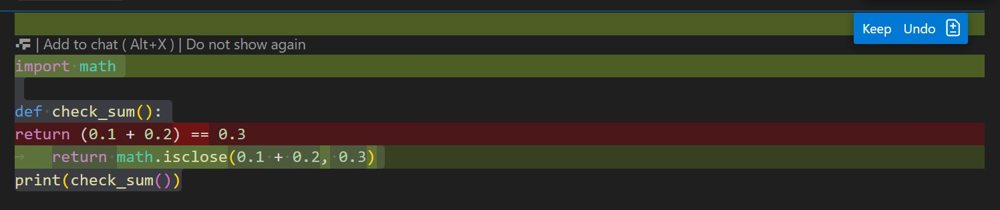 Keep Undo
| Add to chat ( Alt+X ) | Do not show again
import math
def check_sum():
return (0.1 + 0.2) == 0.3
return math.isclose(0.1 + 0.2, 0.3)
print(check_sum())